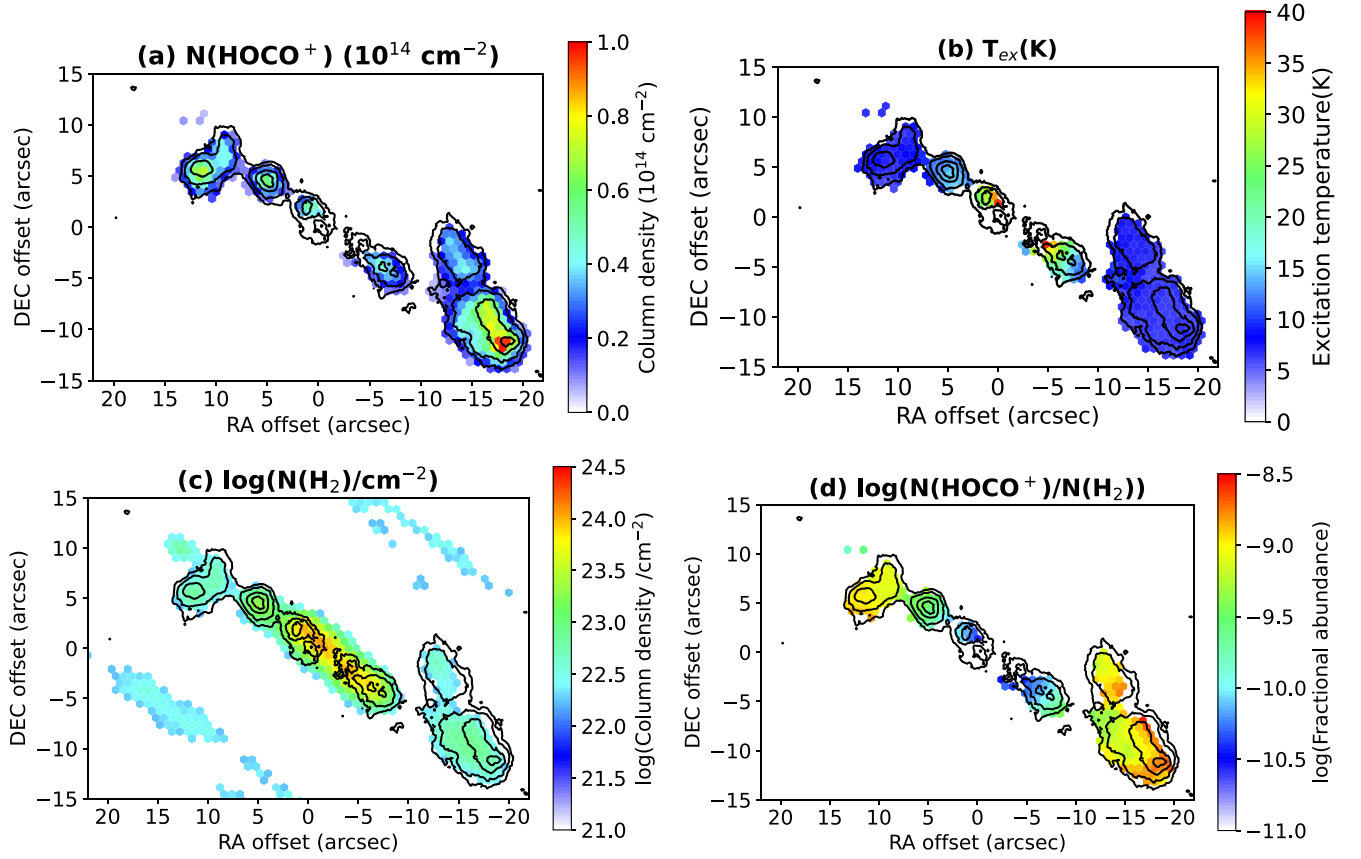 (a) N(HOCO⁺) (10¹⁴ cm⁻²)
15
10
5
0
−5
−10
−15
DEC offset (arcsec)
20 15 10 5 0 -5 -10 -15 -20
RA offset (arcsec)
1.0
0.8
0.6
0.4
0.2
0.0
Column density (10¹⁴ cm⁻²)
(b) Tₑₓ(K)
15
10
5
0
−5
−10
−15
DEC offset (arcsec)
20 15 10 5 0 -5 -10 -15 -20
RA offset (arcsec)
40
35
30
25
20
15
10
5
0
Excitation temperature(K)
(c) log(N(H₂)/cm⁻²)
15
10
5
0
−5
−10
−15
DEC offset (arcsec)
20 15 10 5 0 -5 -10 -15 -20
RA offset (arcsec)
24.5
24.0
23.5
23.0
22.5
22.0
21.5
21.0
log(Column density /cm⁻²)
(d) log(N(HOCO⁺)/N(H₂))
15
10
5
0
−5
−10
−15
DEC offset (arcsec)
20 15 10 5 0 -5 -10 -15 -20
RA offset (arcsec)
−8.5
−9.0
−9.5
−10.0
−10.5
−11.0
log(Fractional abundance)